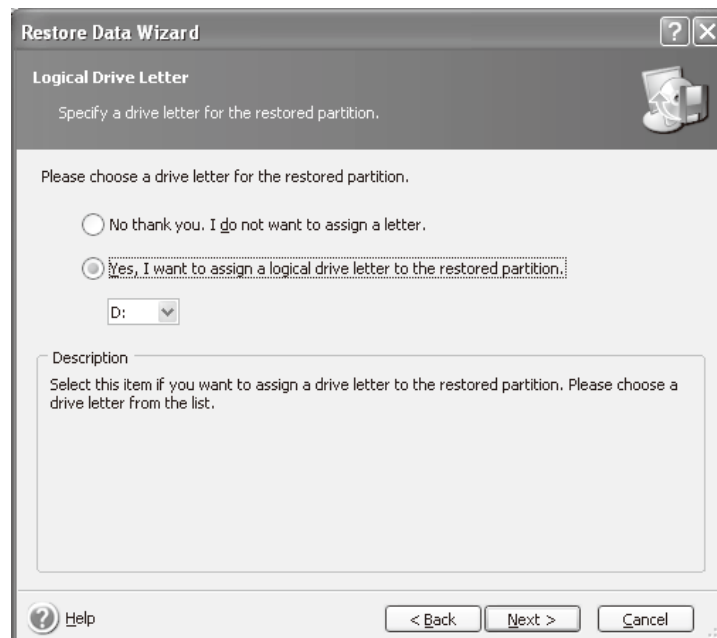 Restore Data Wizard
Logical Drive Letter
Specify a drive letter for the restored partition.
Please choose a drive letter for the restored partition.
No thank you. I do not want to assign a letter.
Yes, I want to assign a logical drive letter to the restored partition.
D:
Description
Select this item if you want to assign a drive letter to the restored partition. Please choose a
drive letter from the list.
Help
< Back
Next >
Cancel